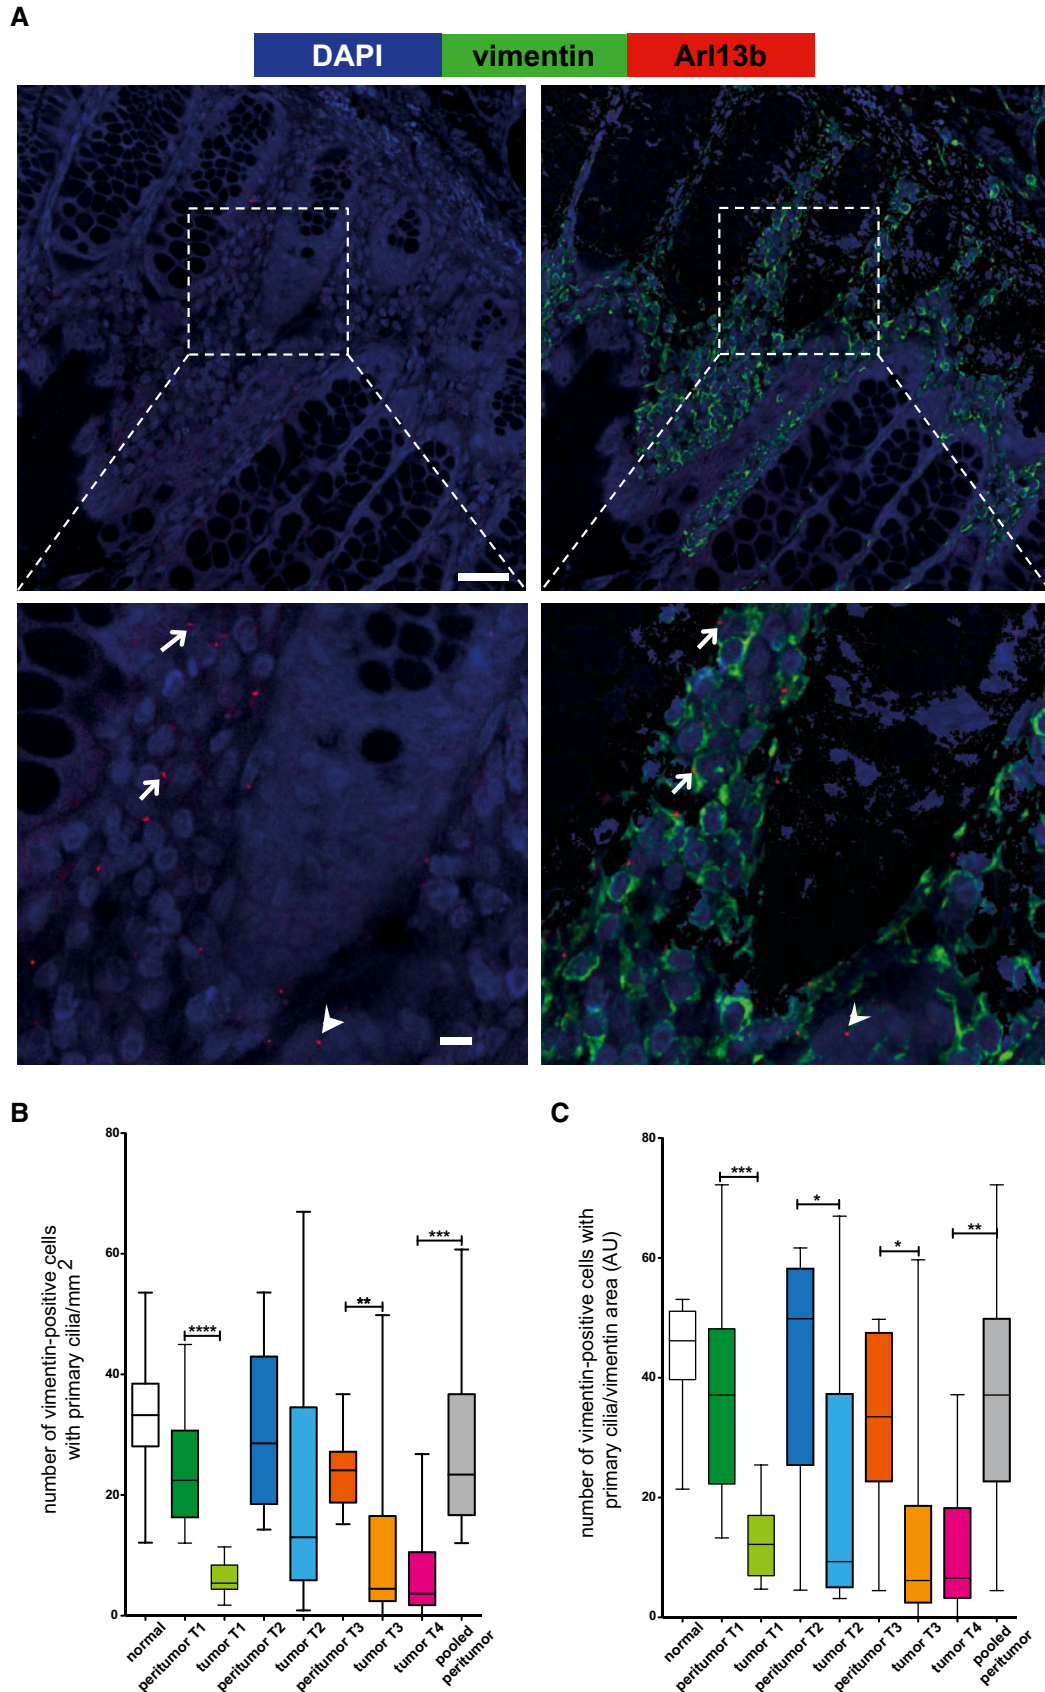 A
DAPI vimentin Arl13b
B
number of vimentin-positive cells
with primary cilia/mm 2
80
60
40
20
0
****
**
***
normal
peritumor T1
tumor T1
peritumor T2
tumor T2
peritumor T3
tumor T3
tumor T4
pooled
peritumor
C
number of vimentin-positive cells with
primary cilia/vimentin area (AU)
80
60
40
20
0
***
*
*
**
normal
peritumor T1
tumor T1
peritumor T2
tumor T2
peritumor T3
tumor T3
tumor T4
pooled
peritumor